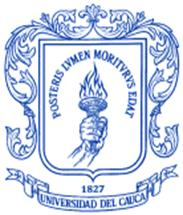 POSTERIS LVMEN MORITVRVS EDAT
1827
UNIVERSIDAD DEL CAUCA